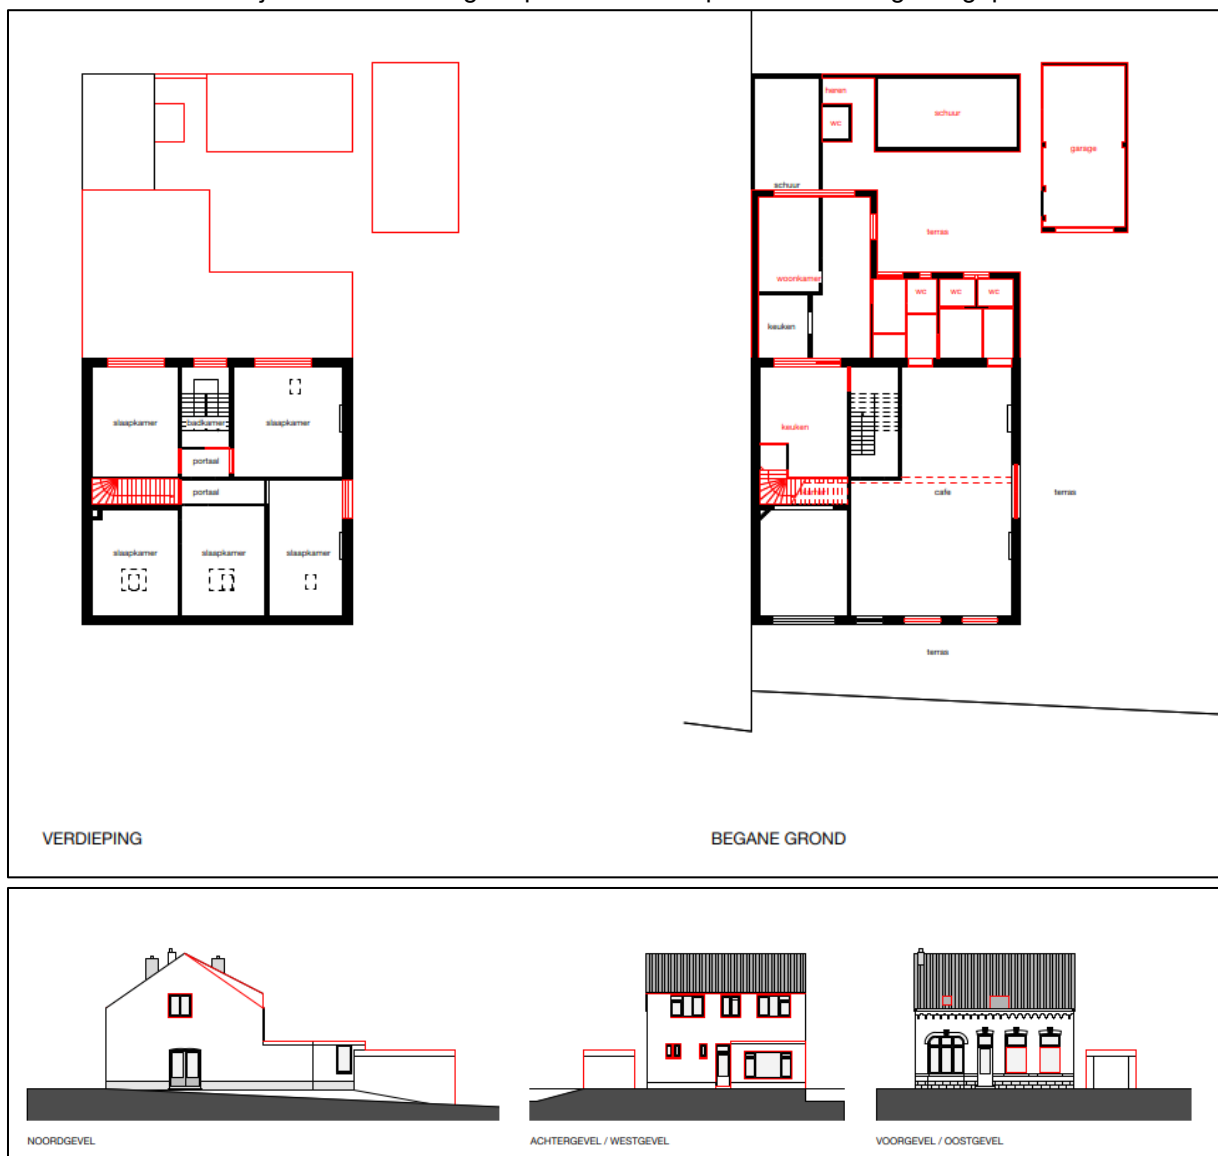 slaapkamer
badkamer
slaapkamer
portaal
portaal
slaapkamer
slaapkamer
slaapkamer
VERDIEPING
heren
wc
schuur
garage
schuur
terras
woonkamer
wc
wc
wc
keuken
keuken
cafe
terras
terras
BEGANE GROND
NOORDGEVEL
ACHTERGEVEL / WESTGEVEL
VOORGEVEL / OOSTGEVEL